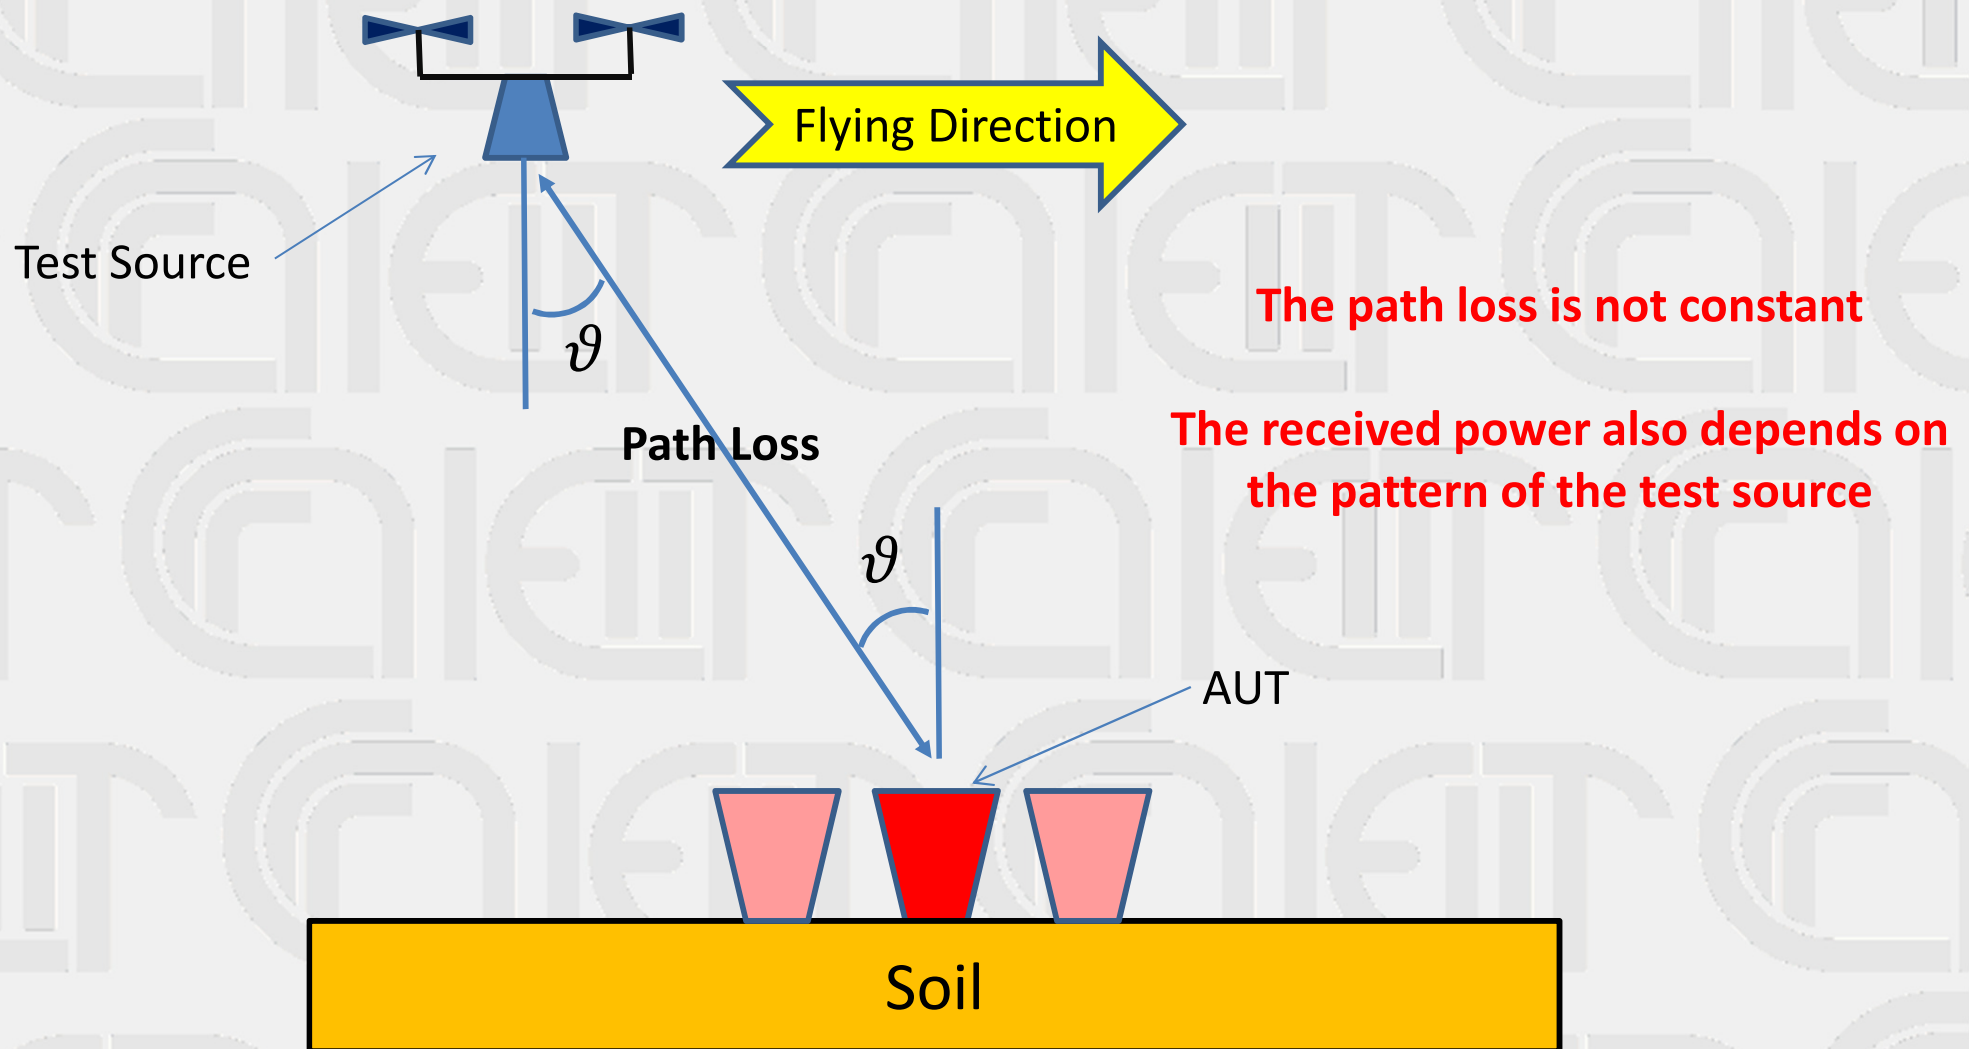 Flying Direction
Test Source
ϑ
The path loss is not constant
Path Loss
The received power also depends on
the pattern of the test source
ϑ
AUT
Soil